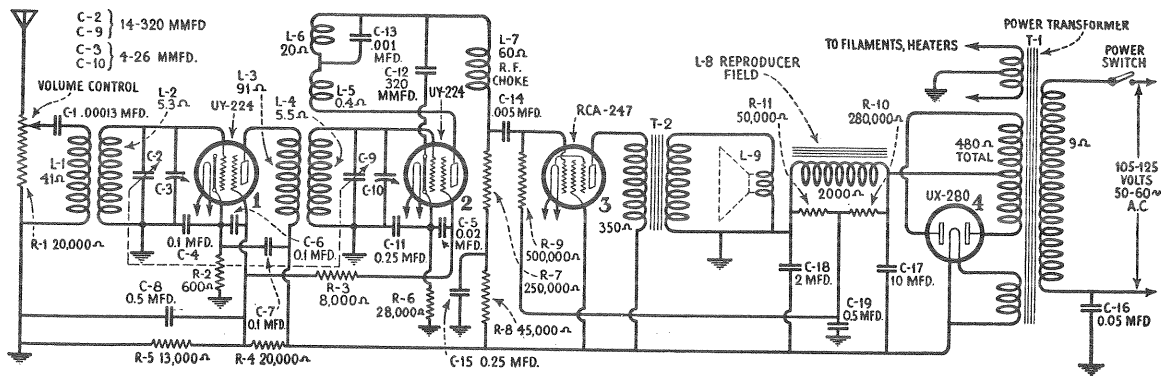 C-2
C-9
14-320 MMFD
C-3
C-10
4-26 MMFD.
VOLUME CONTROL
C-1 .00013 MFD.
L-1
41Ω
R-1 20,000Ω
L-2
5.3Ω
C-2
C-3
L-3
91Ω
UY-224
1
0.1 MFD.
C-4
R-2
600Ω
C-6
0.1 MFD.
C-7
0.1 MFD.
C-8
0.5 MFD.
R-5 13,000Ω
R-4 20,000Ω
L-4
5.5Ω
C-9
C-10
C-11
0.25 MFD.
R-3
8,000Ω
L-6
20Ω
C-13
.001
MFD.
L-5
0.4Ω
C-12
320
MMFD.
UY-224
2
C-5
0.02
MFD.
R-6
28,000Ω
C-15 0.25 MFD.
L-7
60Ω
R.F.
CHOKE
C-14
.005 MFD.
R-9
500,000Ω
R-7
250,000Ω
R-8 45,000Ω
RCA-247
3
T-2
350Ω
L-9
L-8 REPRODUCER
FIELD
R-11
50,000Ω
R-10
280,000Ω
2000Ω
C-18
2 MFD.
C-19
0.5 MFD.
C-17
10 MFD.
TO FILAMENTS, HEATERS
POWER TRANSFORMER
T-1
POWER
SWITCH
480Ω
TOTAL
9Ω
UX-280
4
105-125
VOLTS
50-60~
A.C
C-16
0.05 MFD